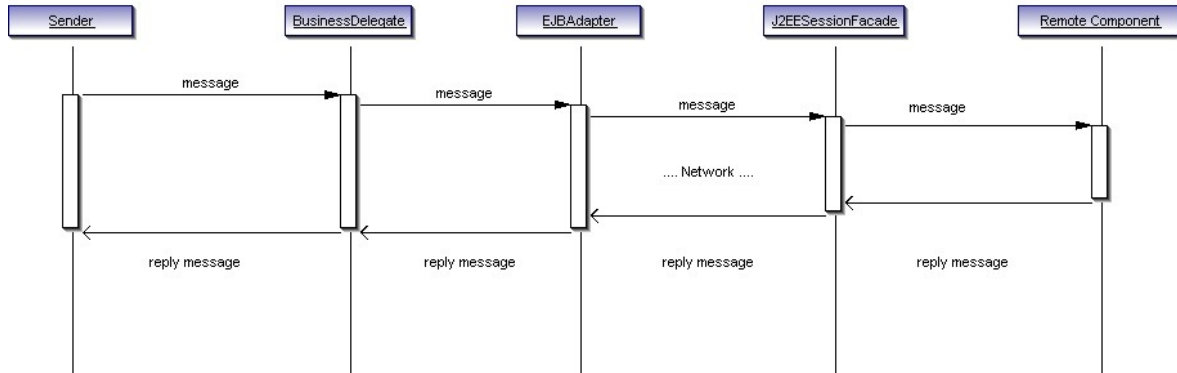 Sender
BusinessDelegate
EJBAdapter
J2EESessionFacade
Remote Component
message
message
message
message
.... Network ....
reply message
reply message
reply message
reply message